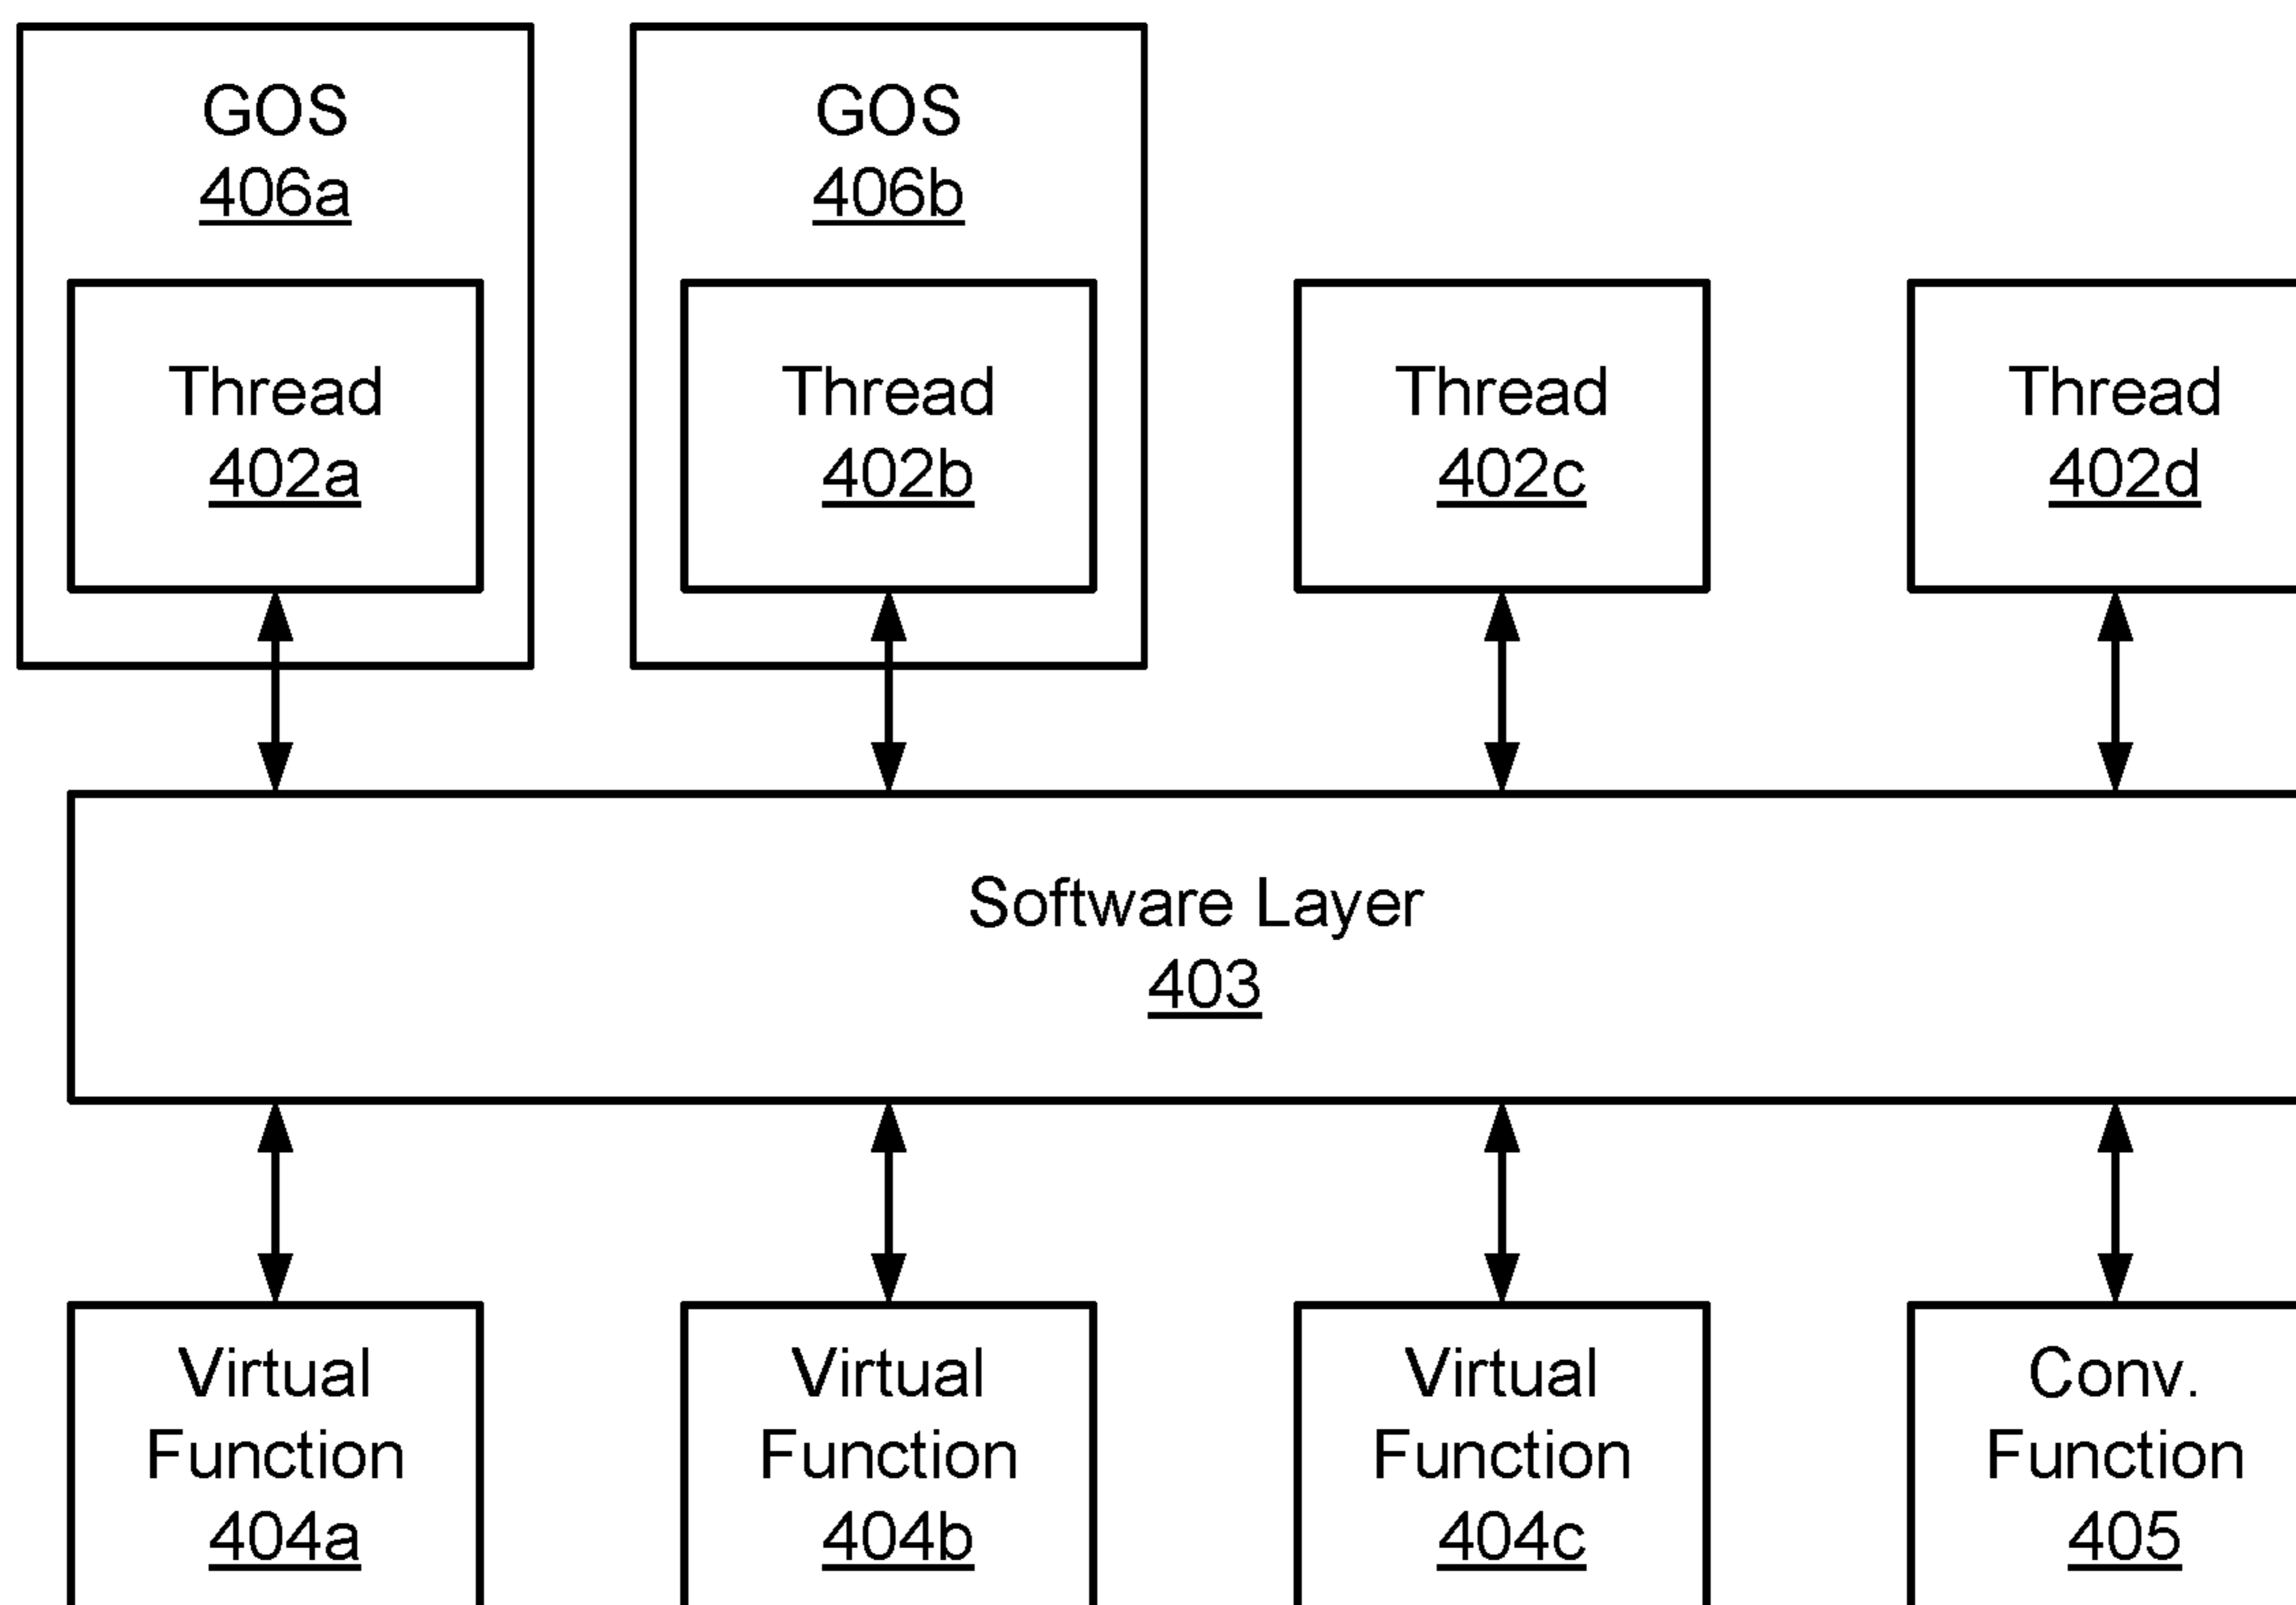 GOS
406a
GOS
406b
Thread
402a
Thread
402b
Thread
402c
Thread
402d
Software Layer
403
Virtual
Function
404a
Virtual
Function
404b
Virtual
Function
404c
Conv.
Function
405